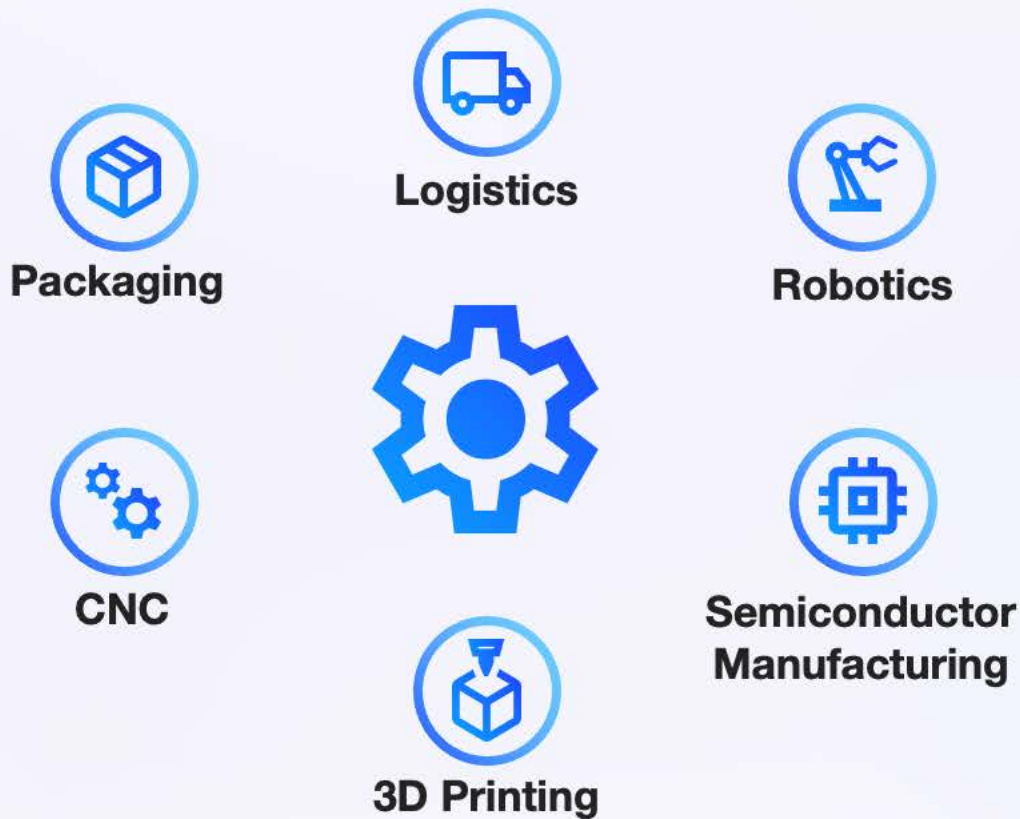 Logistics
Packaging
Robotics
CNC
Semiconductor
Manufacturing
3D Printing